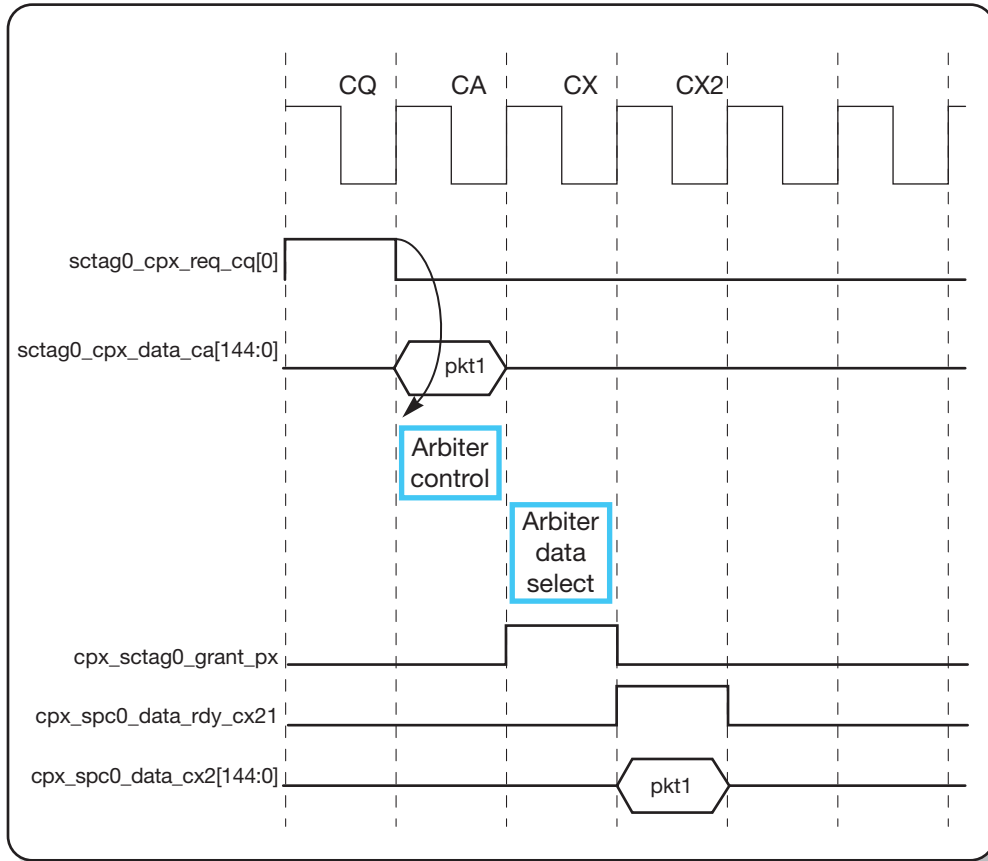 CQ CA CX CX2
sctag0_cpx_req_cq[0]
sctag0_cpx_data_ca[144:0]
pkt1
Arbiter
control
Arbiter
data
select
cpx_sctag0_grant_px
cpx_spc0_data_rdy_cx21
cpx_spc0_data_cx2[144:0]
pkt1